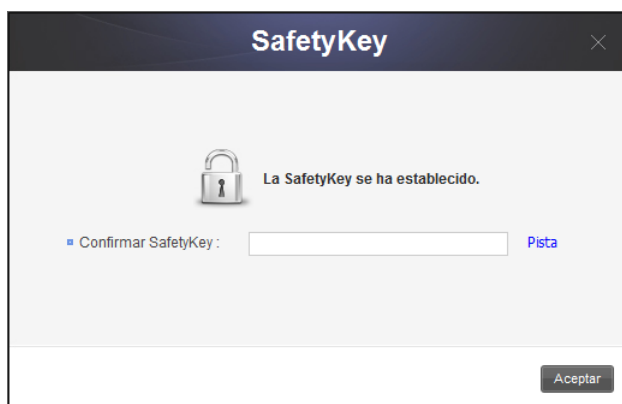 SafetyKey
La SafetyKey se ha establecido.
Confirmar SafetyKey : Pista
Aceptar